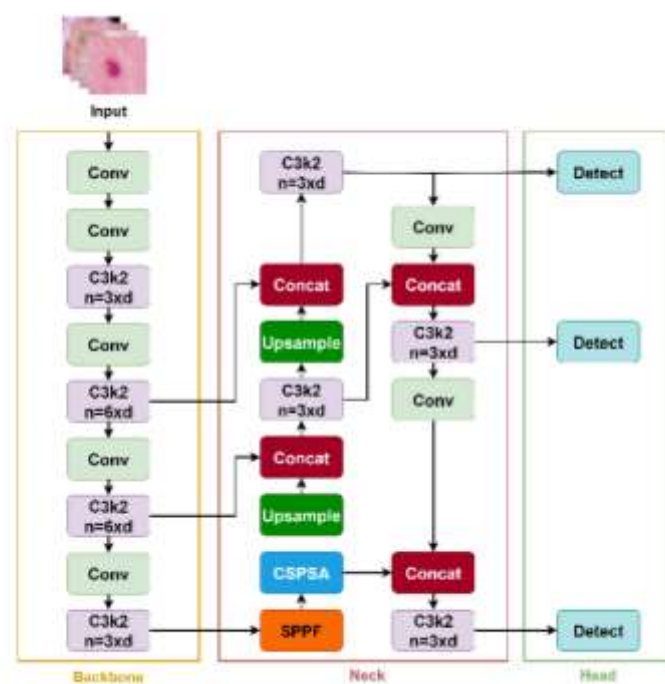 Input
Conv
Conv
C3k2
n=3xd
Conv
C3k2
n=6xd
Conv
C3k2
n=6xd
Conv
C3k2
n=3xd
Backbone
C3k2
n=3xd
Concat
Upsample
C3k2
n=3xd
Concat
Upsample
CSPSA
SPPF
Conv
Concat
C3k2
n=3xd
Conv
Concat
C3k2
n=3xd
Neck
Detect
Detect
Detect
Head